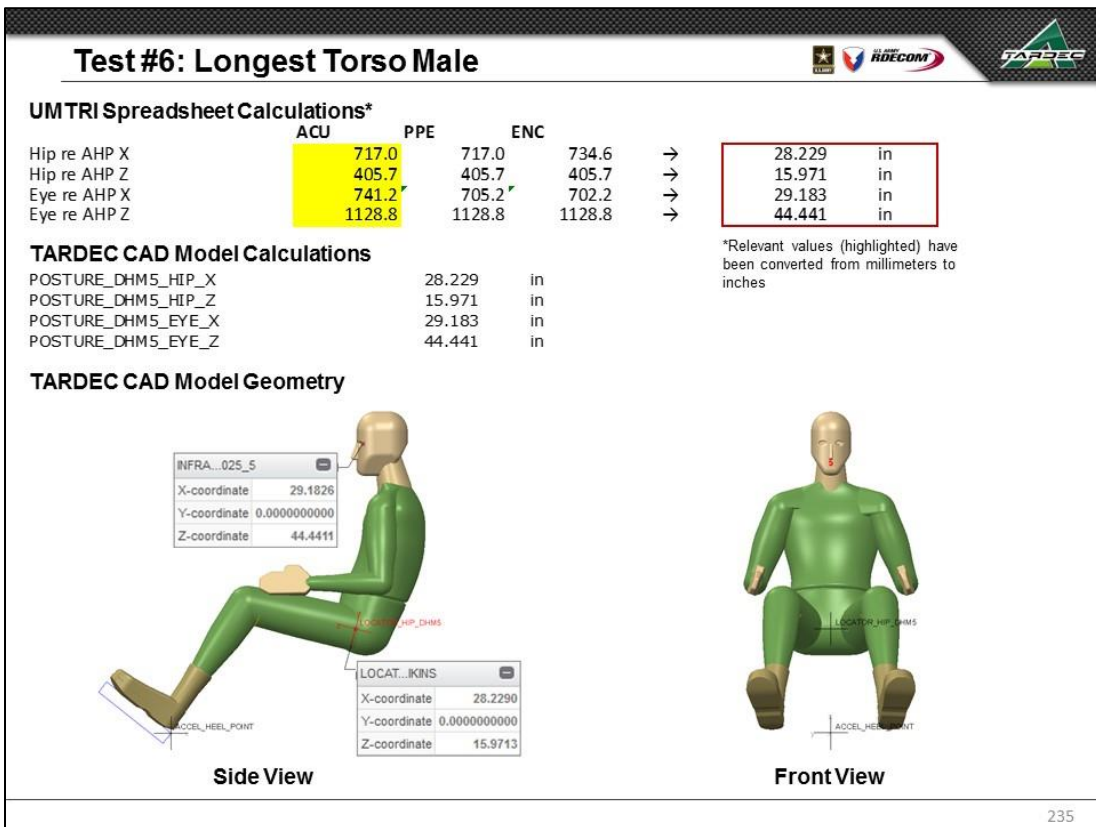 Test #6: Longest Torso Male
U.S. ARMY
U.S. ARMY RDECOM
TARDEC
UMTRI Spreadsheet Calculations*
ACU PPE ENC
Hip re AHP X 717.0 717.0 734.6 → 28.229 in
Hip re AHP Z 405.7 405.7 405.7 → 15.971 in
Eye re AHP X 741.2 705.2 702.2 → 29.183 in
Eye re AHP Z 1128.8 1128.8 1128.8 → 44.441 in
*Relevant values (highlighted) have
been converted from millimeters to
inches
TARDEC CAD Model Calculations
POSTURE_DHM5_HIP_X 28.229 in
POSTURE_DHM5_HIP_Z 15.971 in
POSTURE_DHM5_EYE_X 29.183 in
POSTURE_DHM5_EYE_Z 44.441 in
TARDEC CAD Model Geometry
INFRA...025_5
X-coordinate 29.1826
Y-coordinate 0.0000000000
Z-coordinate 44.4411
5
LOCATOR_HIP_DHM5
LOCATOR_HIP_DHM5
LOCAT...IKINS
X-coordinate 28.2290
Y-coordinate 0.0000000000
Z-coordinate 15.9713
ACCEL_HEEL_POINT
ACCEL_HEEL_POINT
Side View
Front View
235